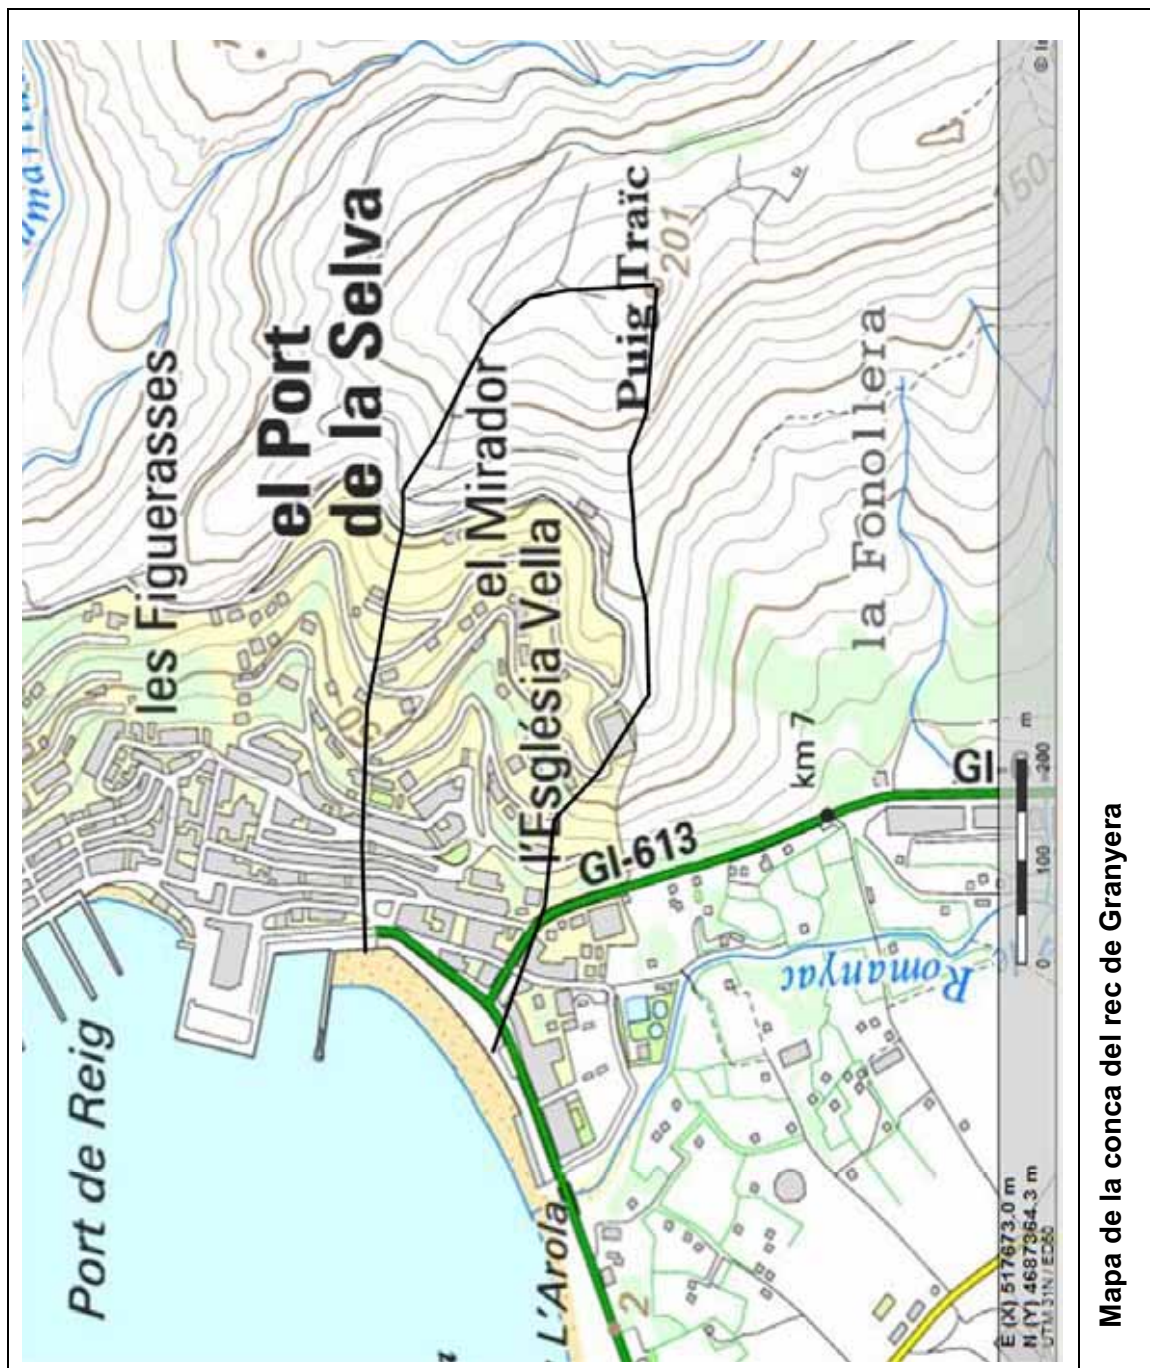 Port de Reig
les Figuerasses
el Port
de la Selva
el Mirador
l'Església Vella
Puig Traïc
201
50
GI-613
km 7
la Fonollera
150
L'Arola
2
Romanyac
GI-
0 100 200 m
E (X) 517673.0 m
N (Y) 4687364.3 m
UTM 31N / ED50
Mapa de la conca del rec de Granyera